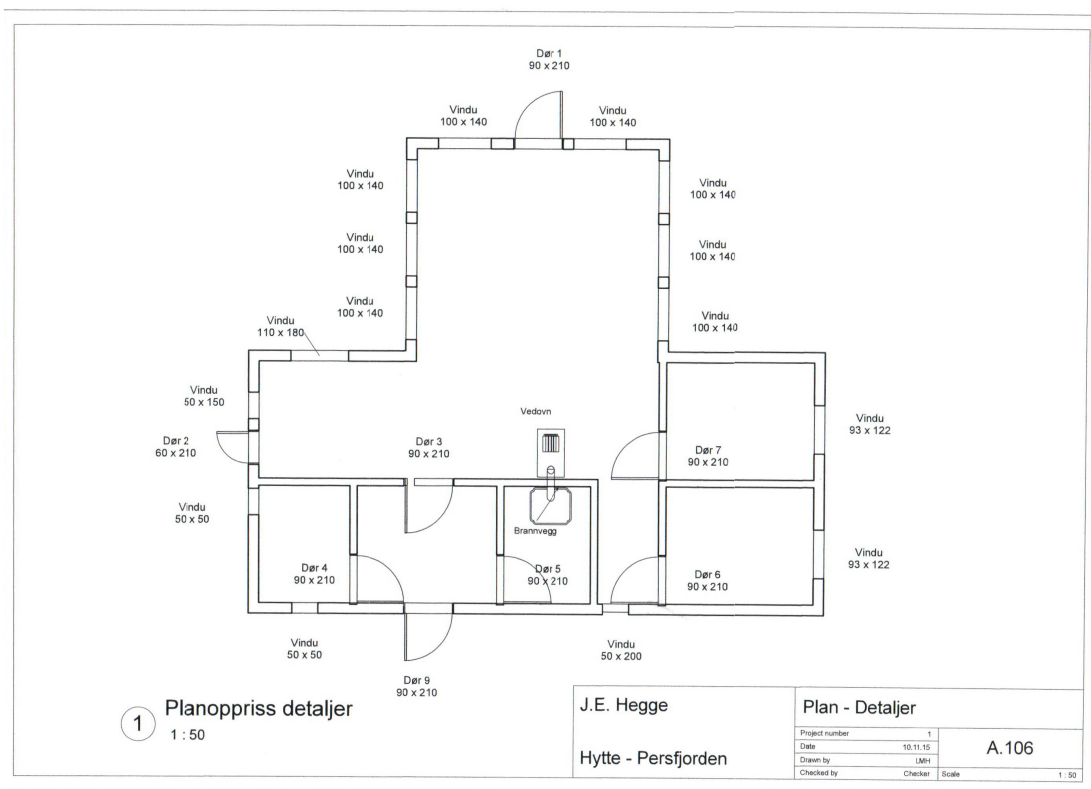 Dør 1
90 x 210
Vindu
100 x 140
Vindu
100 x 140
Vindu
100 x 140
Vindu
100 x 140
Vindu
100 x 140
Vindu
100 x 140
Vindu
100 x 140
Vindu
100 x 140
Vindu
110 x 180
Vindu
50 x 150
Dør 2
60 x 210
Vedovn
Dør 3
90 x 210
Dør 7
90 x 210
Vindu
93 x 122
Vindu
50 x 50
Brannvegg
Dør 4
90 x 210
Dør 5
90 x 210
Dør 6
90 x 210
Vindu
93 x 122
Vindu
50 x 50
Vindu
50 x 200
Dør 9
90 x 210
1
Planoppriss detaljer
1 : 50
J.E. Hegge
Hytte - Persfjorden
Plan - Detaljer
Project number 1
Date 10.11.15
Drawn by LMH
Checked by Checker
A.106
Scale 1 : 50